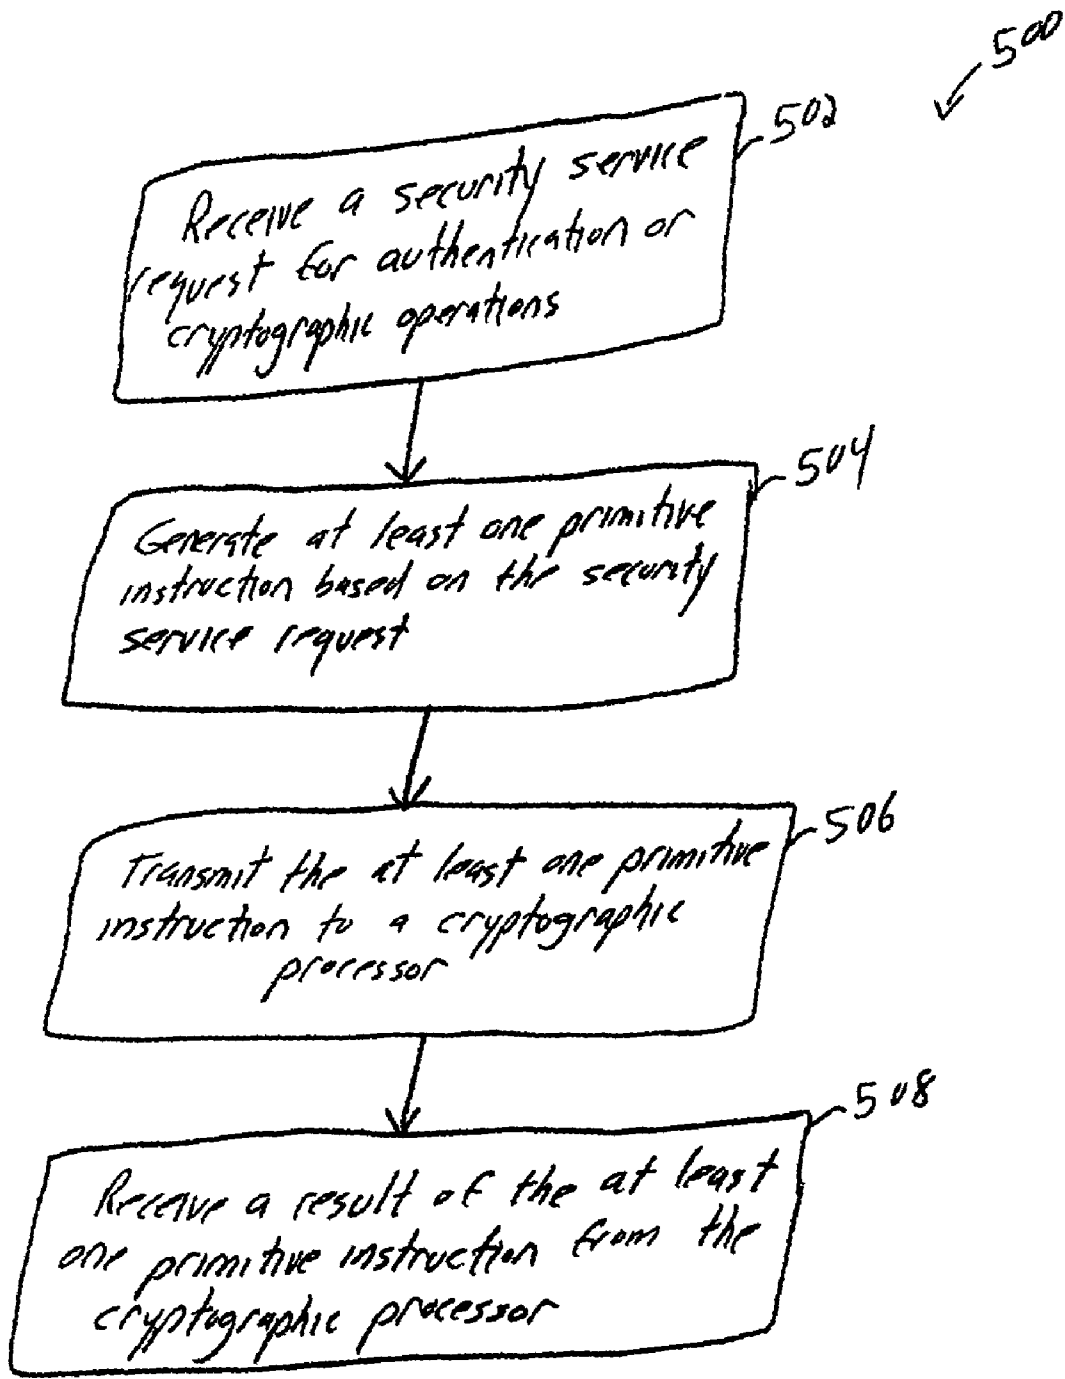 500
502
Receive a security service
request for authentication or
cryptographic operations
504
Generate at least one primitive
instruction based on the security
service request
506
Transmit the at least one primitive
instruction to a cryptographic
processor
508
Receive a result of the at least
one primitive instruction from the
cryptographic processor